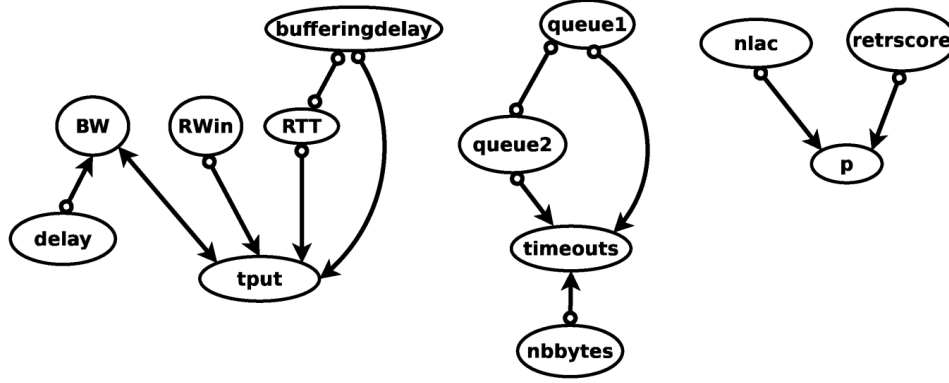 bufferingdelay
queue1
nlac
retrscore
BW
RWin
RTT
queue2
p
delay
tput
timeouts
nbbytes